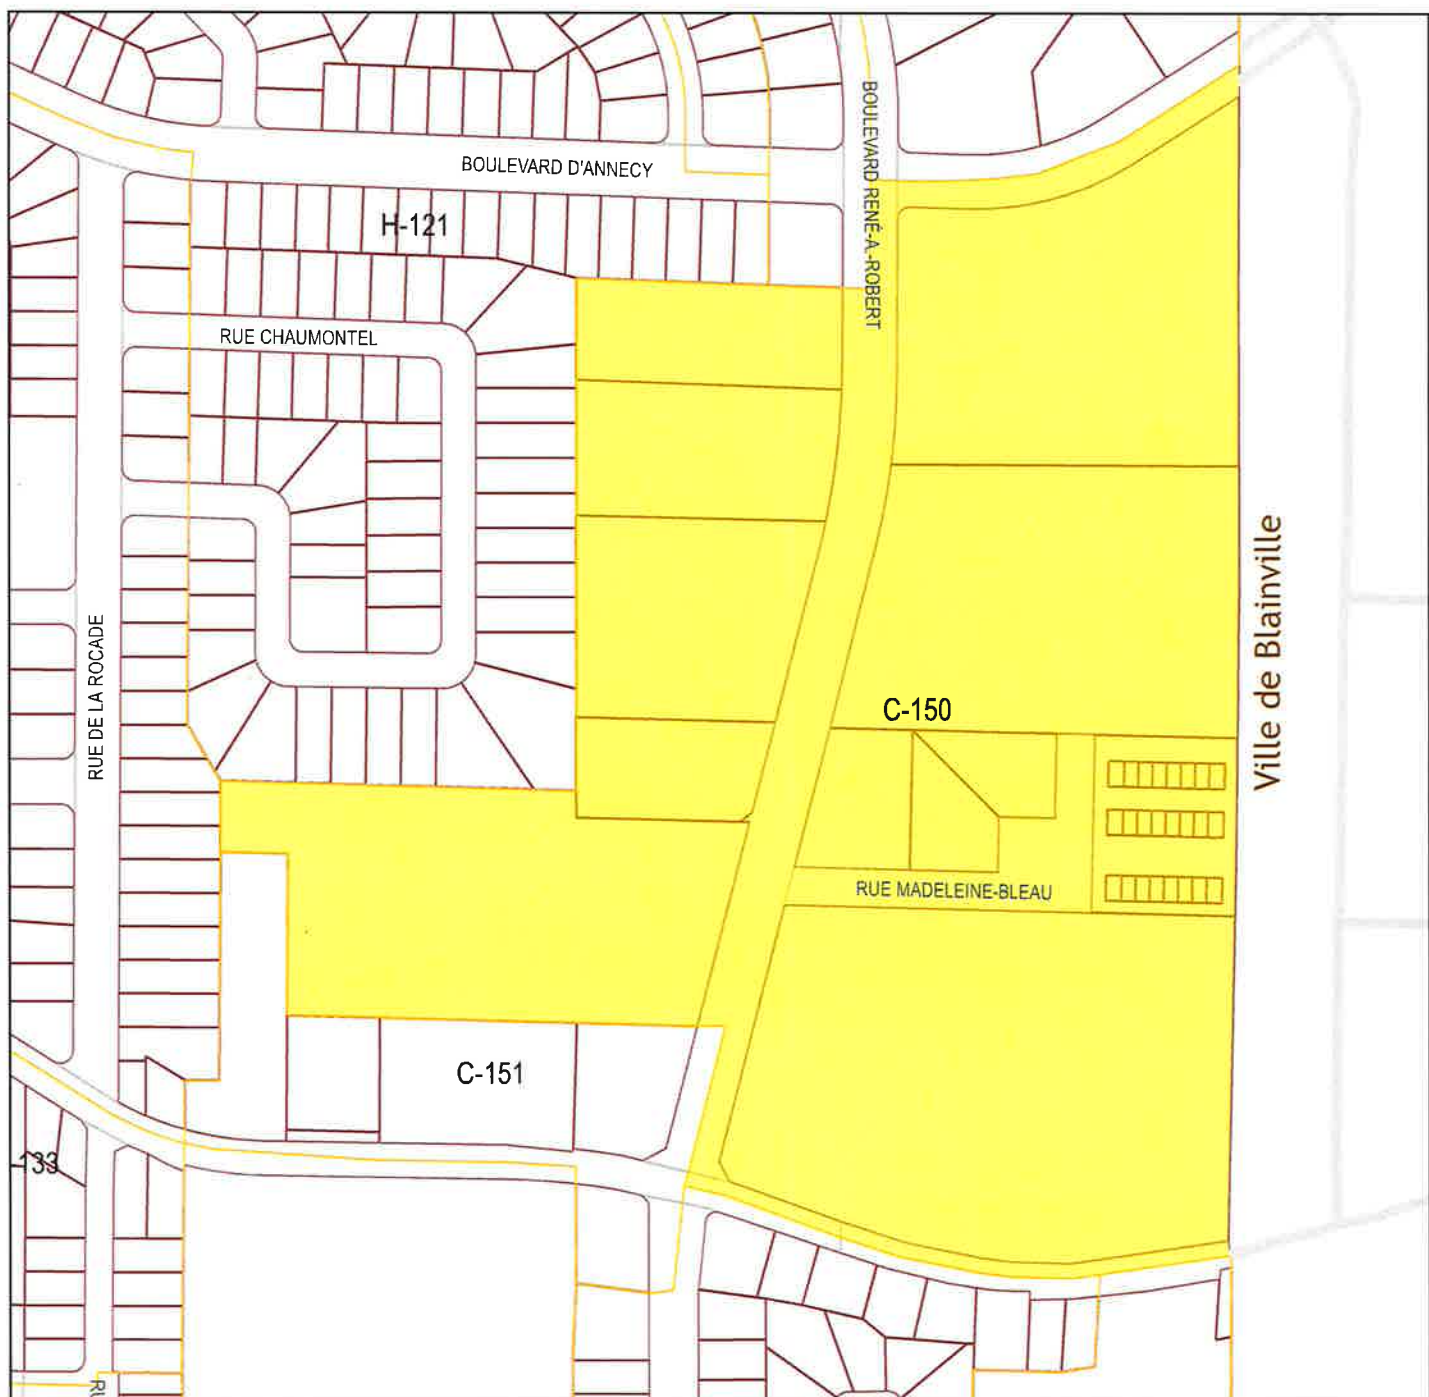 BOULEVARD D'ANNECY
BOULEVARD RENÉ-A.-ROBERT
H-121
RUE CHAUMONTEL
RUE DE LA ROCADE
Ville de Blainville
C-150
RUE MADELEINE-BLEAU
C-151
-133
RU